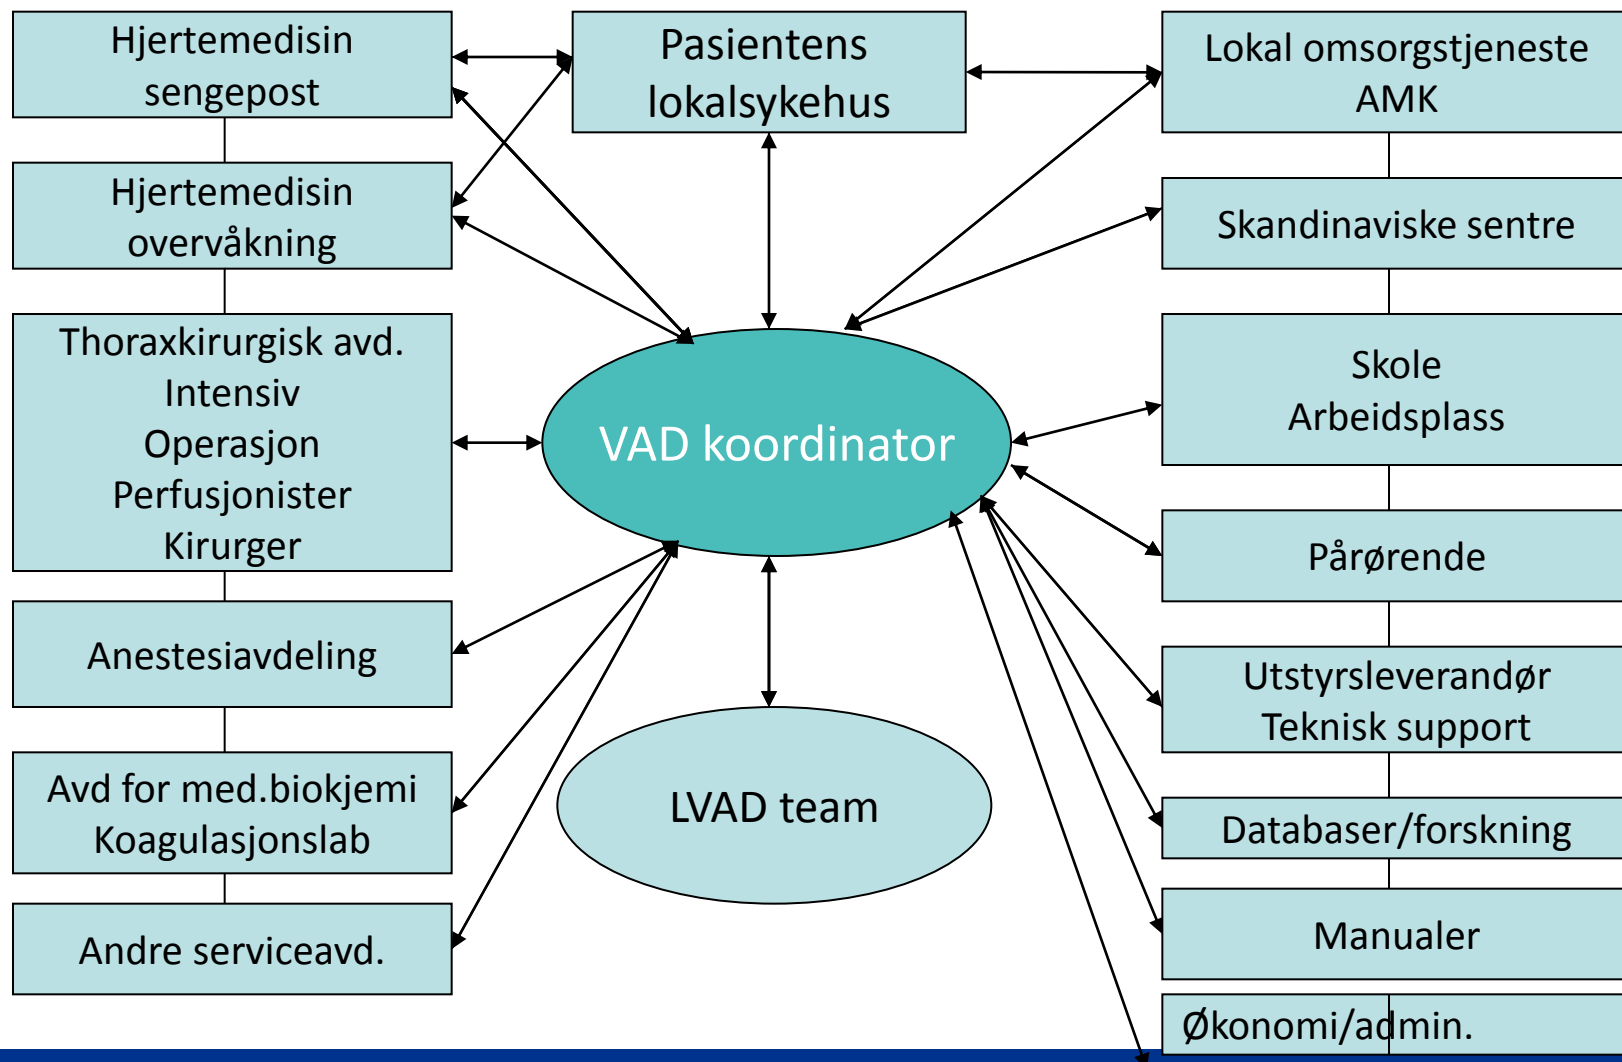 Hjertemedisin
sengepost
Hjertemedisin
overvåkning
Thoraxkirurgisk avd.
Intensiv
Operasjon
Perfusjonister
Kirurger
Anestesiavdeling
Avd for med.biokjemi
Koagulasjonslab
Andre serviceavd.
Pasientens
lokalsykehus
VAD koordinator
LVAD team
Lokal omsorgstjeneste
AMK
Skandinaviske sentre
Skole
Arbeidsplass
Pårørende
Utstyrsleverandør
Teknisk support
Databaser/forskning
Manualer
Økonomi/admin.